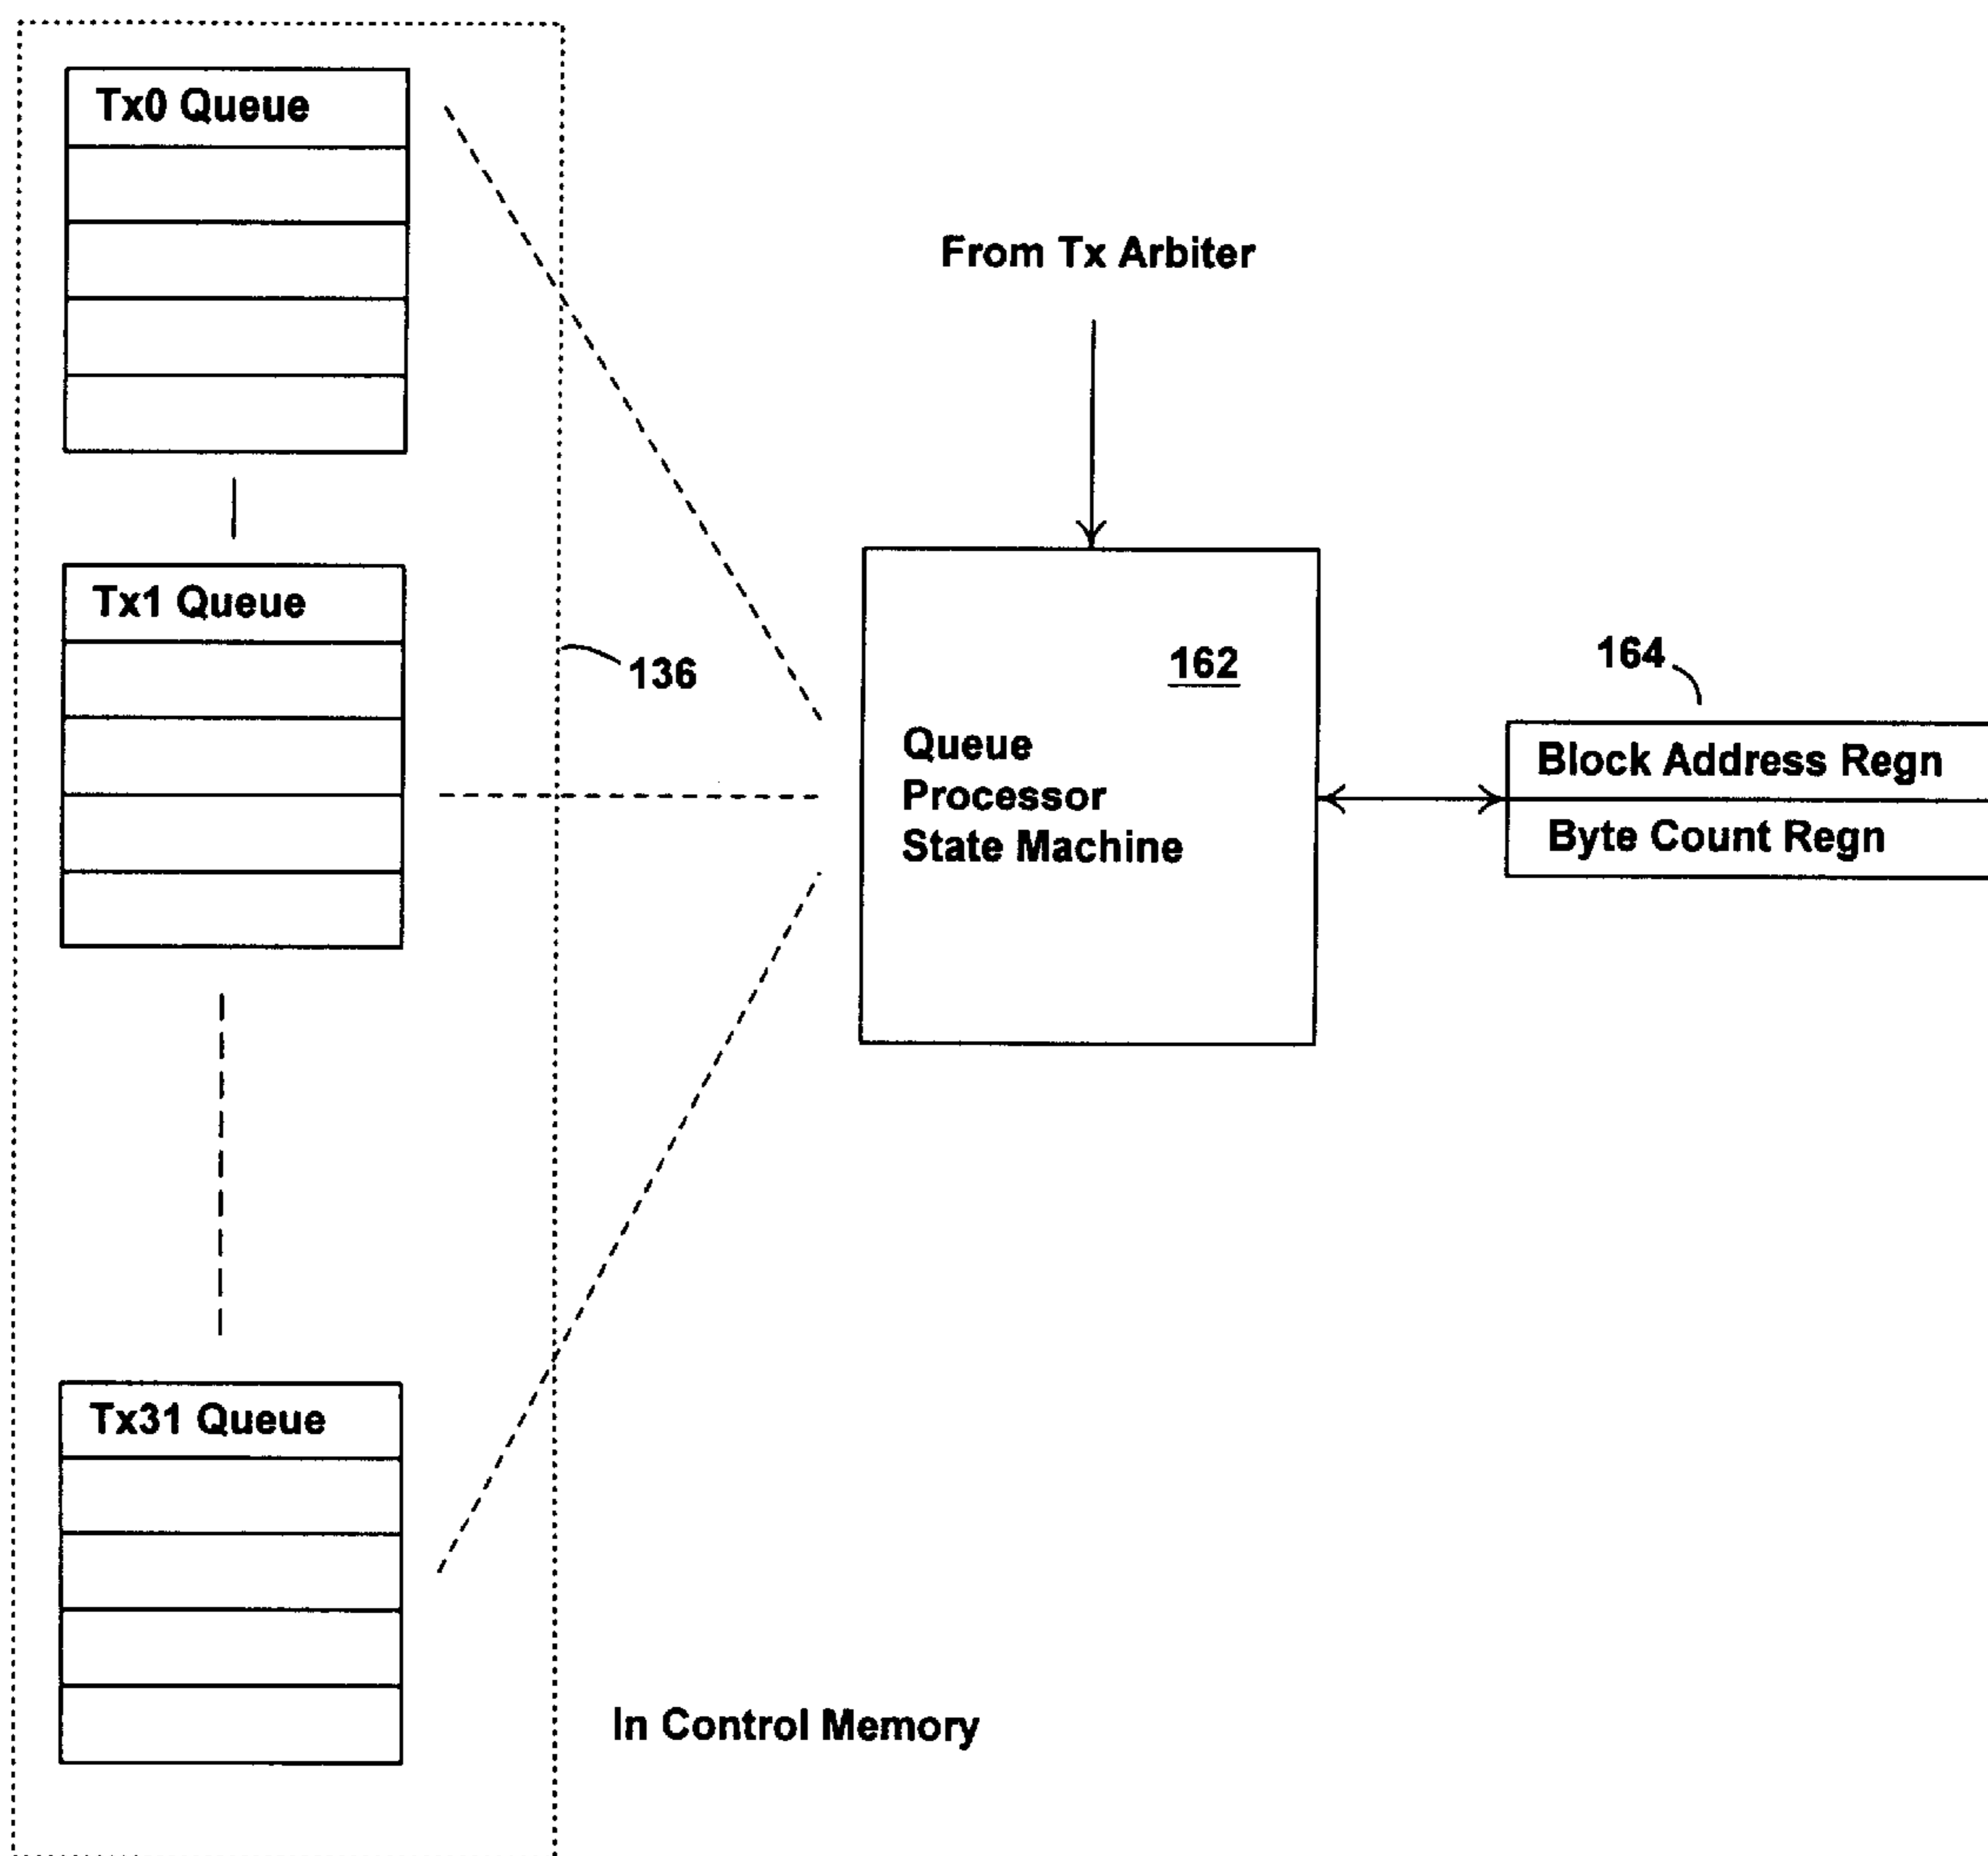 Tx0 Queue
From Tx Arbiter
Tx1 Queue
136
162
164
Queue
Processor
State Machine
Block Address Regn
Byte Count Regn
Tx31 Queue
In Control Memory